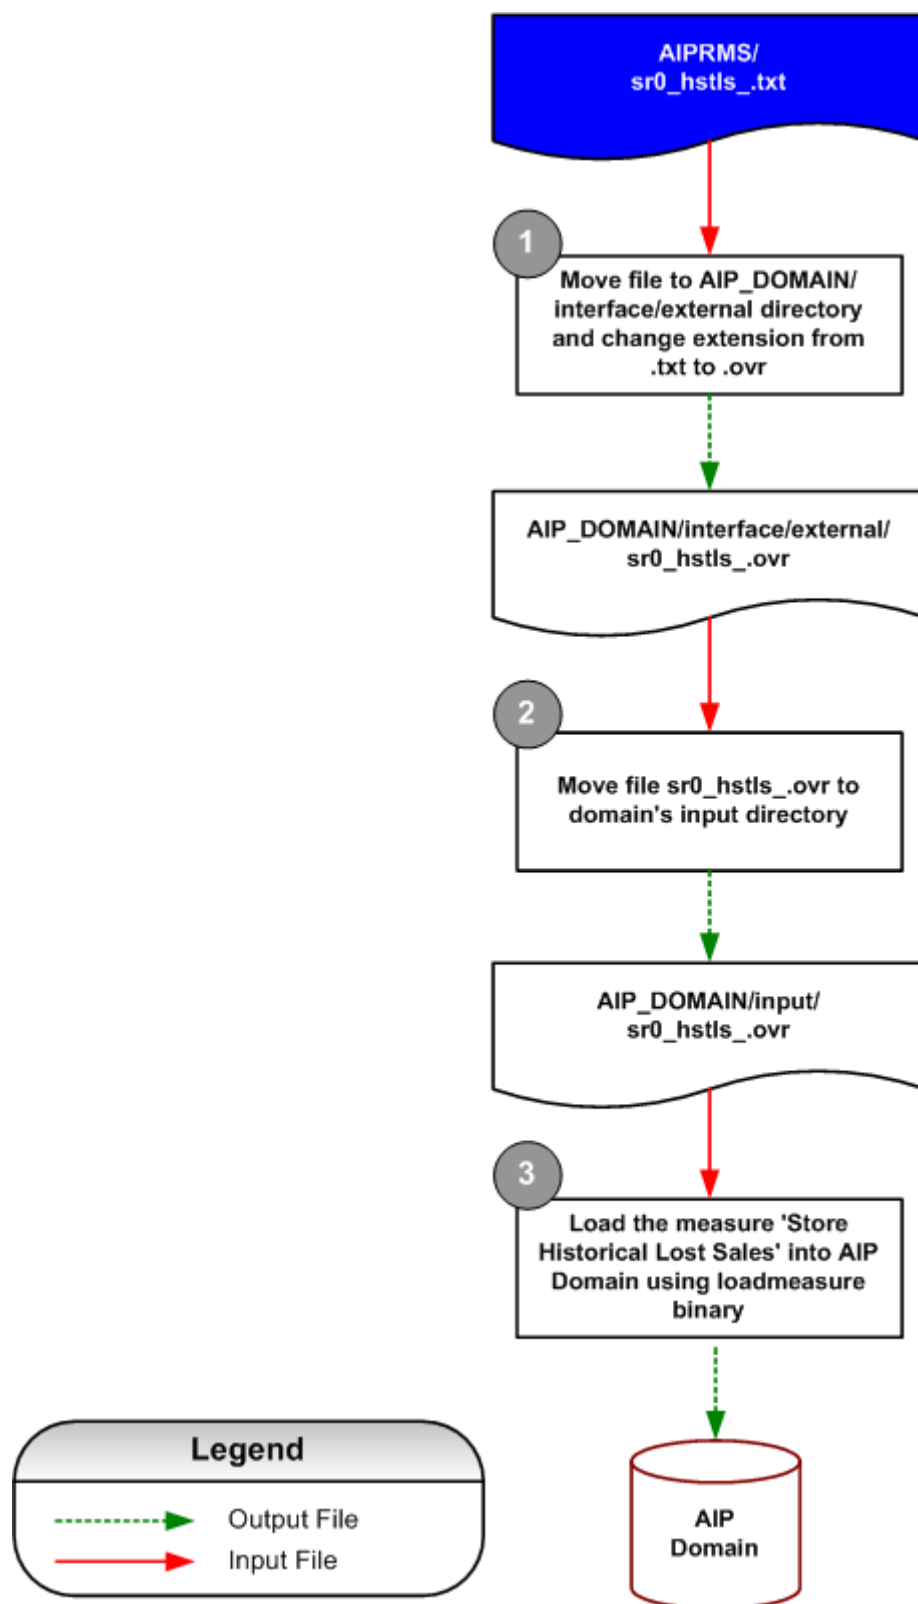 AIPRMS/
sr0_hstls_.txt
1
Move file to AIP_DOMAIN/
interface/external directory
and change extension from
.txt to .ovr
AIP_DOMAIN/interface/external/
sr0_hstls_.ovr
2
Move file sr0_hstls_.ovr to
domain's input directory
AIP_DOMAIN/input/
sr0_hstls_.ovr
3
Load the measure 'Store
Historical Lost Sales' into AIP
Domain using loadmeasure
binary
Legend
Output File
Input File
AIP
Domain